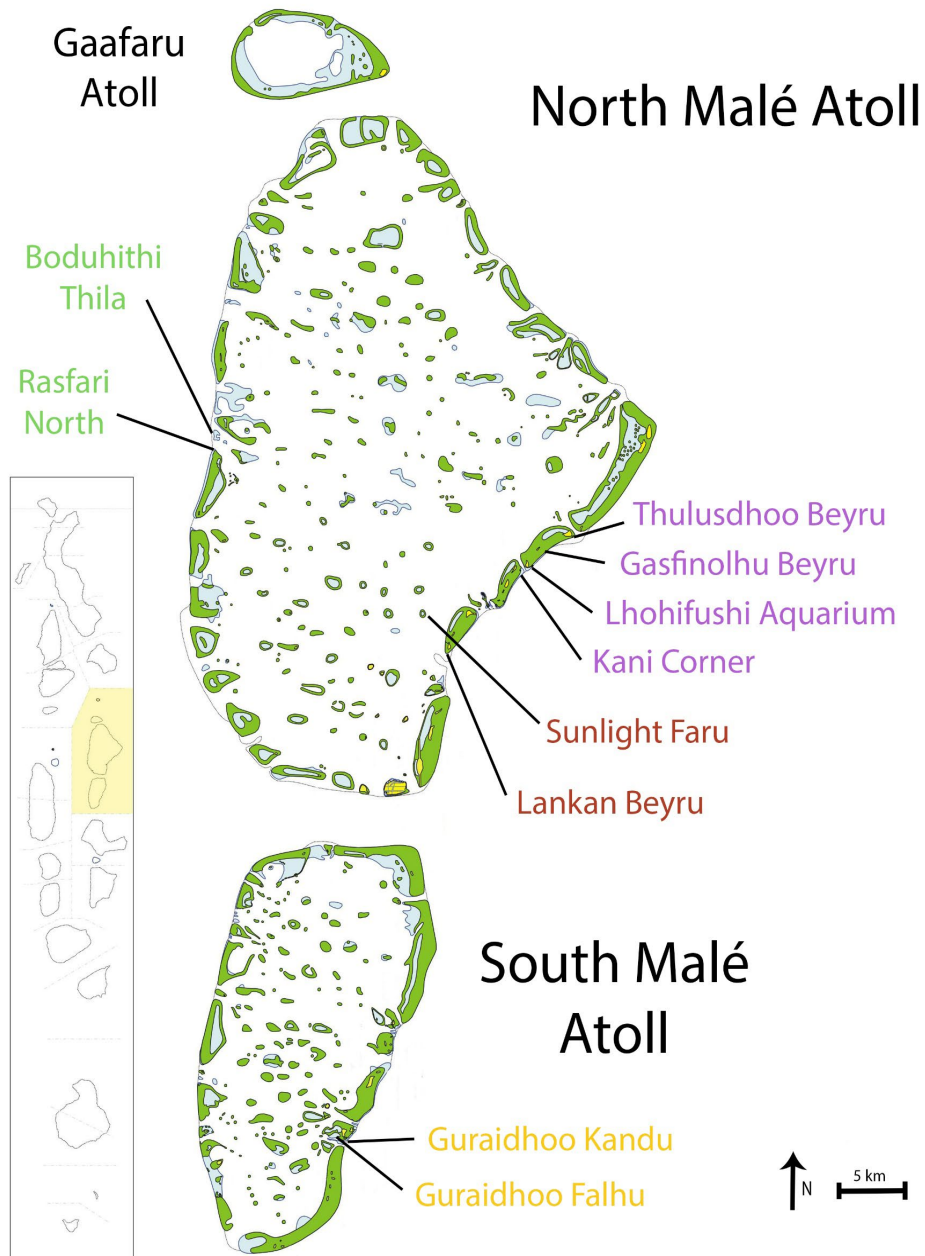 Gaafaru
Atoll
North Malé Atoll
Boduhithi
Thila
Rasfari
North
Thulusdhoo Beyru
Gasfinolhu Beyru
Lhohifushi Aquarium
Kani Corner
Sunlight Faru
Lankan Beyru
South Malé
Atoll
Guraidhoo Kandu
Guraidhoo Falhu
N
5 km